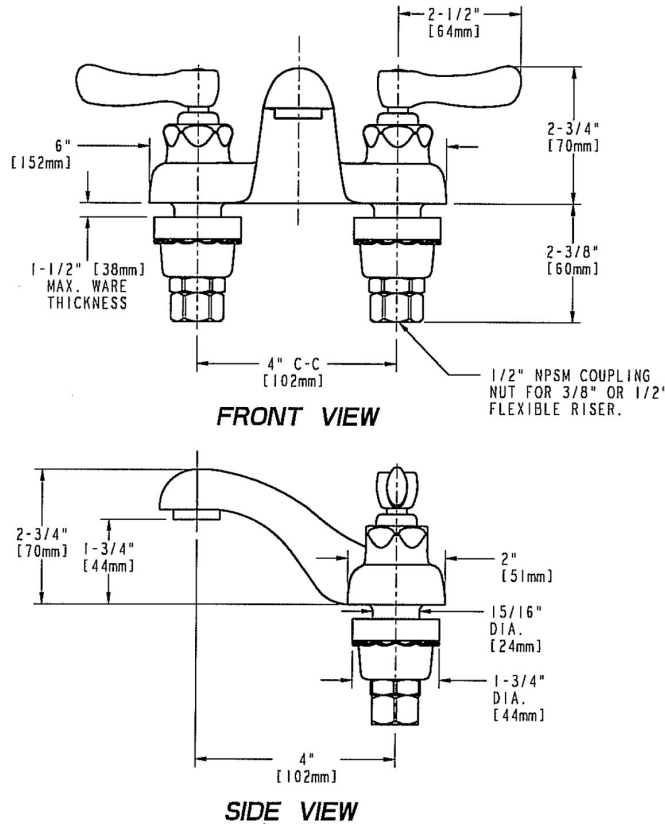 2-1/2"
[64mm]
6"
[152mm]
2-3/4"
[70mm]
1-1/2" [38mm]
MAX. WARE
THICKNESS
2-3/8"
[60mm]
4" C-C
[102mm]
1/2" NPSM COUPLING
NUT FOR 3/8" OR 1/2"
FLEXIBLE RISER.
FRONT VIEW
2-3/4"
[70mm]
1-3/4"
[44mm]
2"
[51mm]
15/16"
DIA.
[24mm]
1-3/4"
DIA.
[44mm]
4"
[102mm]
SIDE VIEW